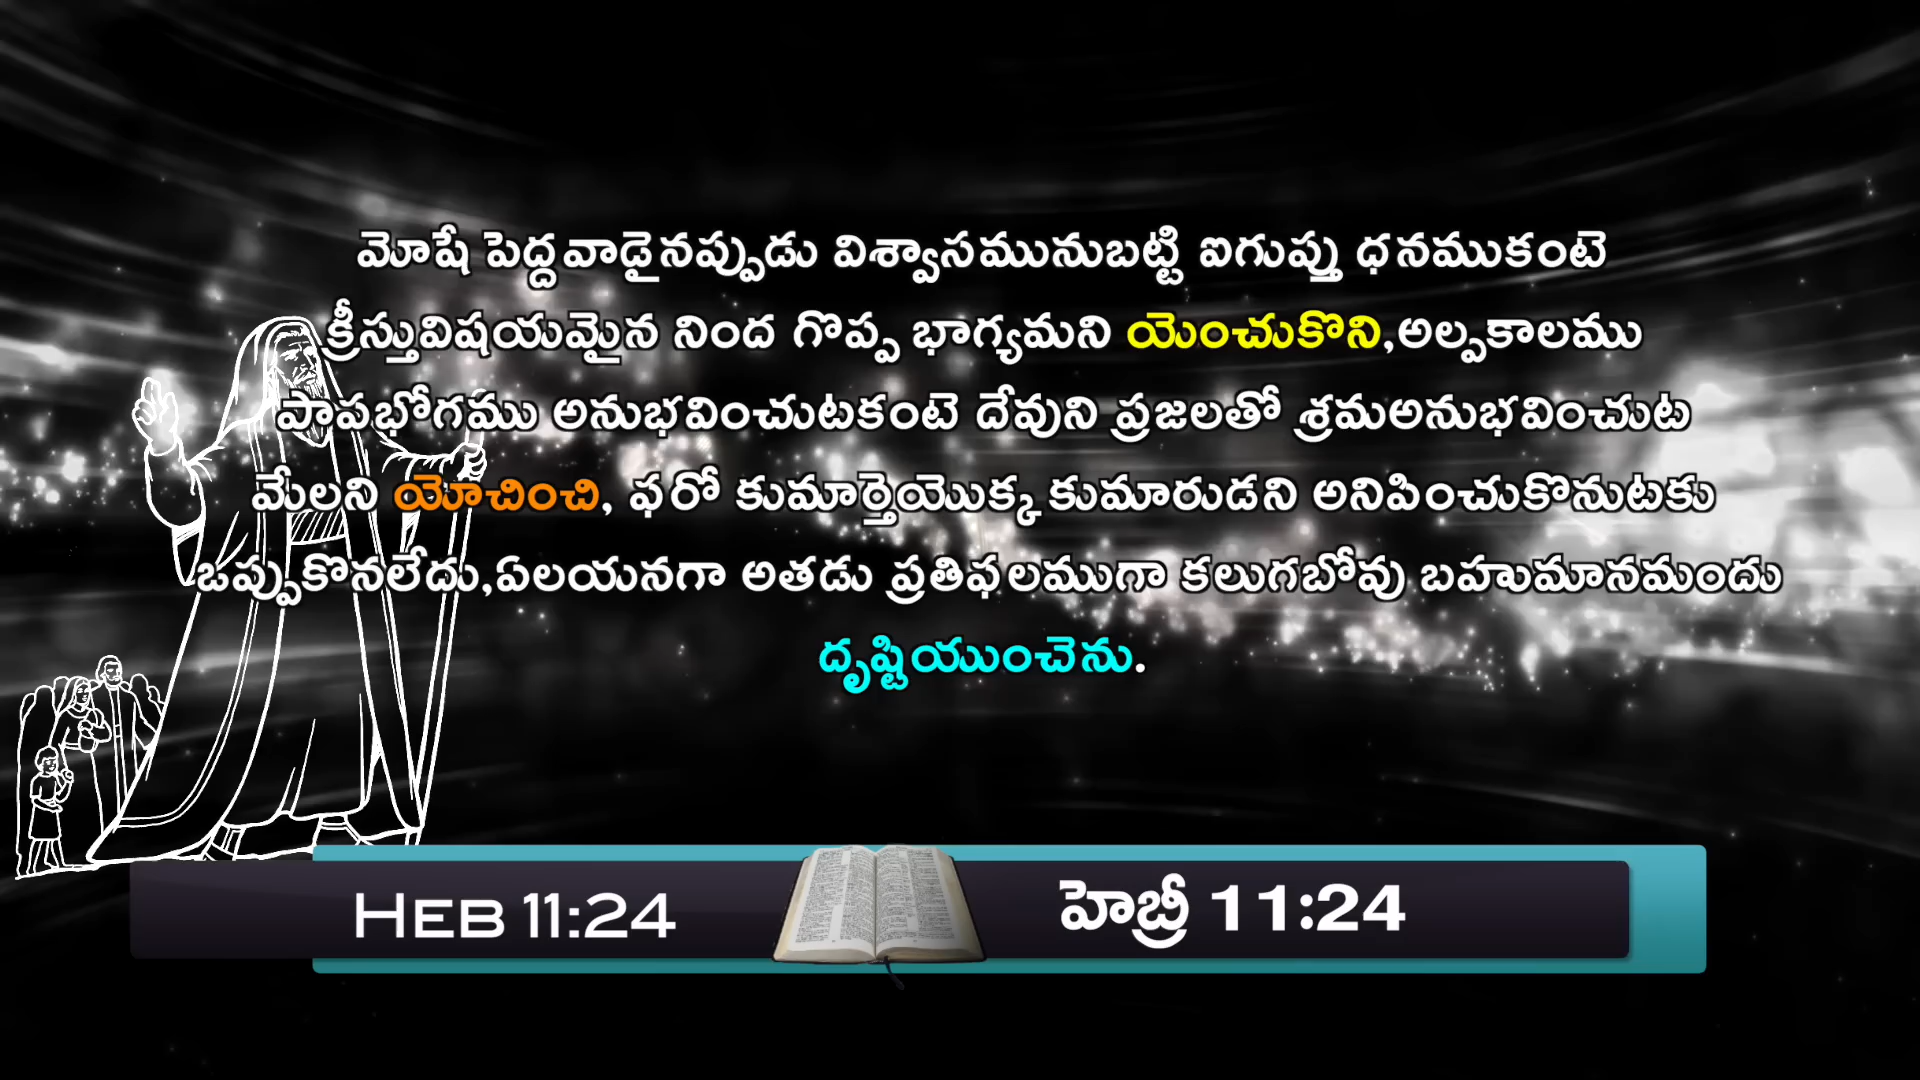 మోషే పెద్దవాడైనప్పుడు విశ్వాసమునుబట్టి ఐగుప్తు ధనముకంటె
క్రీస్తువిషయమైన నింద గొప్ప భాగ్యమని యెంచుకొని,అల్పకాలము
పాపభోగము అనుభవించుటకంటె దేవుని ప్రజలతో శ్రమఅనుభవించుట
మేలని యోచించి, ఫరో కుమార్తెయొక్క కుమారుడని అనిపించుకొనుటకు
ఒప్పుకొనలేదు,ఏలయనగా అతడు ప్రతిఫలముగా కలుగబోవు బహుమానమందు
దృష్టియుంచెను.
HEB 11:24
హెబ్రీ 11:24